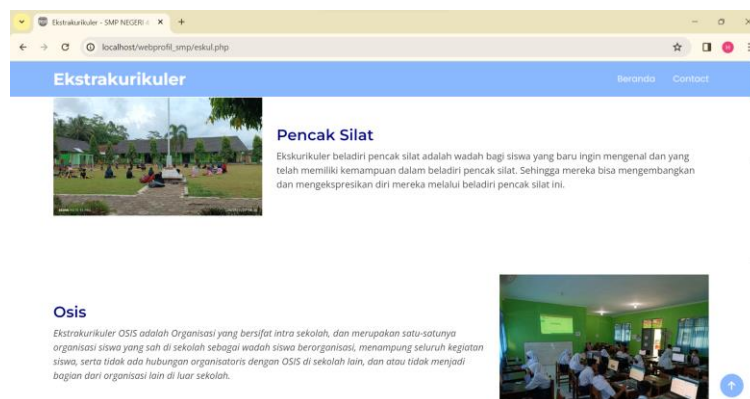 Ekstrakurikuler - SMP NEGERI
localhost/webprofil_smp/eskul.php
Ekstrakurikuler
Beranda Contact
Pencak Silat
Ekskurikuler beladiri pencak silat adalah wadah bagi siswa yang baru ingin mengenal dan yang
telah memiliki kemampuan dalam beladiri pencak silat. Sehingga mereka bisa mengembangkan
dan mengekspresikan diri mereka melalui beladiri pencak silat ini.
Osis
Ekstrakurikuler OSIS adalah Organisasi yang bersifat intra sekolah, dan merupakan satu-satunya
organisasi siswa yang sah di sekolah sebagai wadah siswa berorganisasi, menampung seluruh kegiatan
siswa, serta tidak ada hubungan organisatoris dengan OSIS di sekolah lain, dan atau tidak menjadi
bagian dari organisasi lain di luar sekolah.